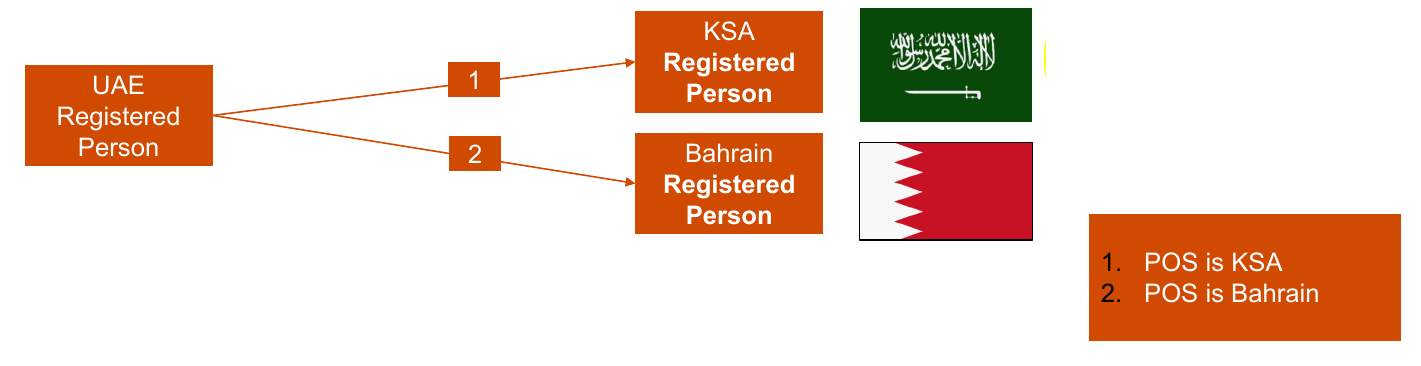 UAE
Registered
Person
1
2
KSA
Registered
Person
Bahrain
Registered
Person
لا إله إلا الله محمد رسول الله
1. POS is KSA
2. POS is Bahrain